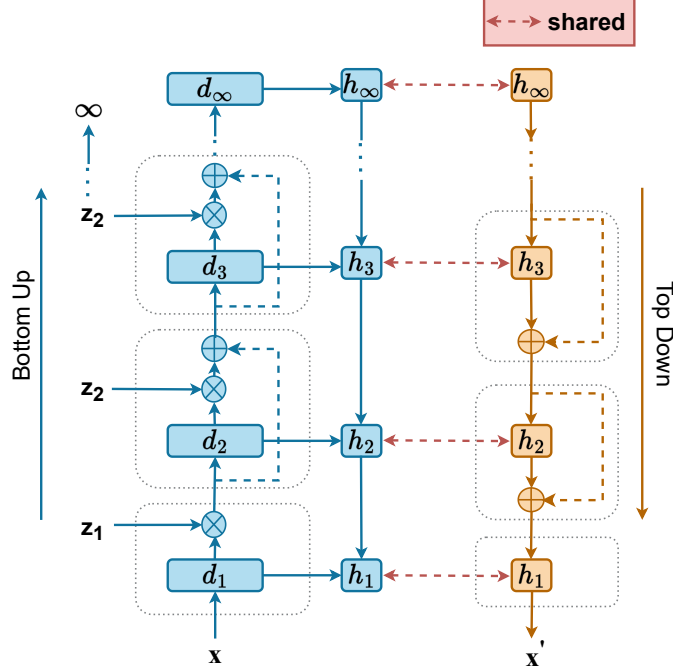 shared
d∞ h∞ h∞
∞
z2
d3 h3 h3
Bottom Up
Top Down
z2
d2 h2 h2
z1
d1 h1 h1
x x'